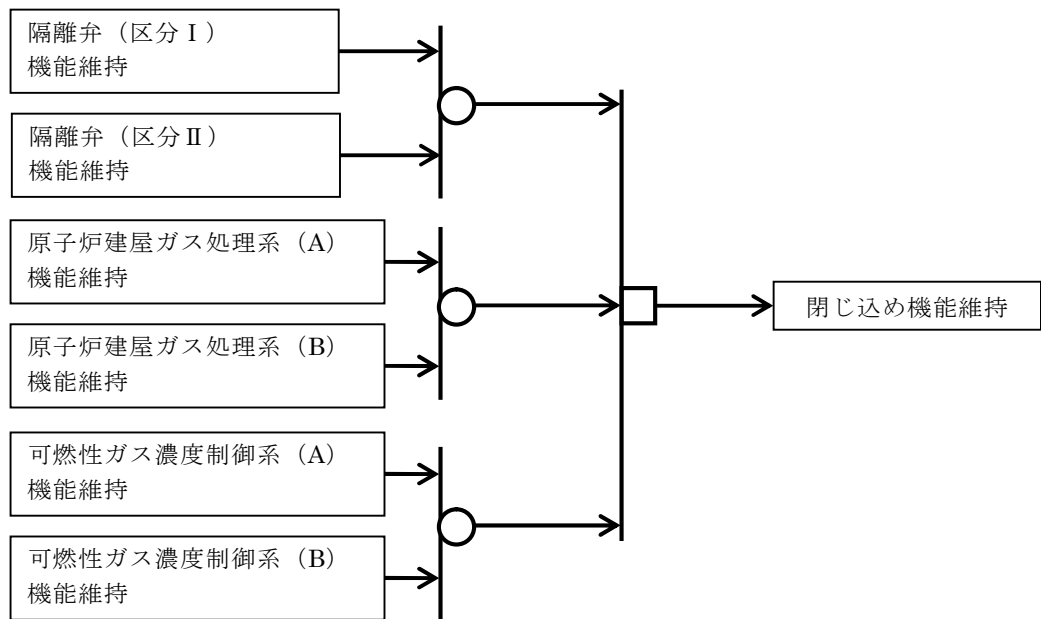 隔離弁（区分Ⅰ）
機能維持
隔離弁（区分Ⅱ）
機能維持
原子炉建屋ガス処理系（A）
機能維持
原子炉建屋ガス処理系（B）
機能維持
可燃性ガス濃度制御系（A）
機能維持
可燃性ガス濃度制御系（B）
機能維持
閉じ込め機能維持